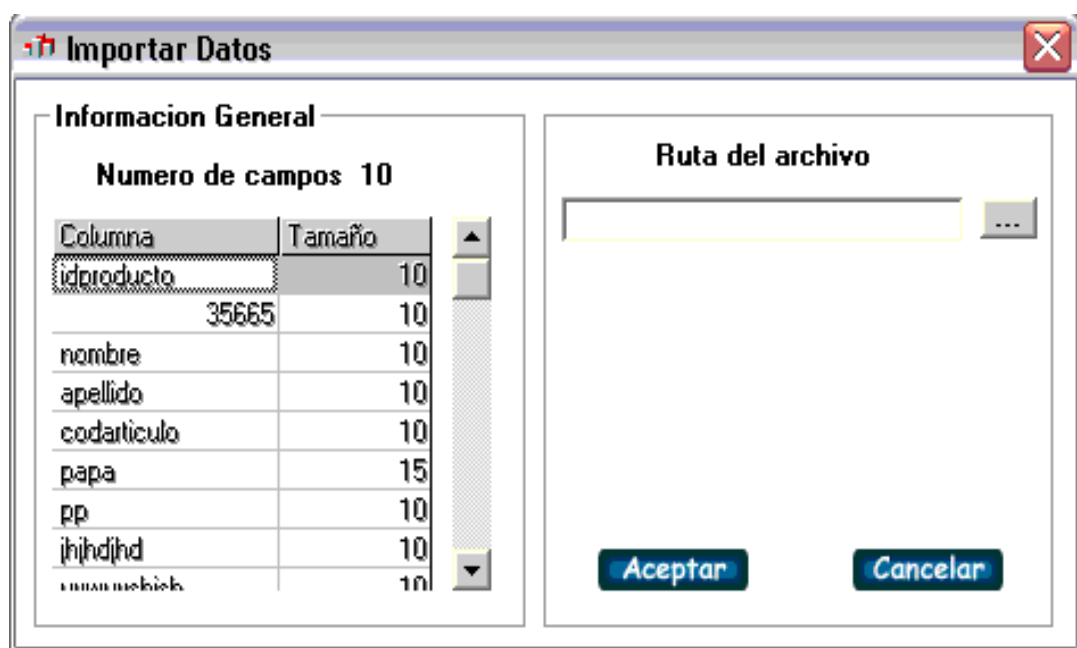 Importar Datos
Informacion General
Numero de campos 10
Columna Tamaño
idproducto 10
35665 10
nombre 10
apellido 10
codarticulo 10
papa 15
pp 10
jhjhdjhd 10
10
Ruta del archivo
...
Aceptar
Cancelar